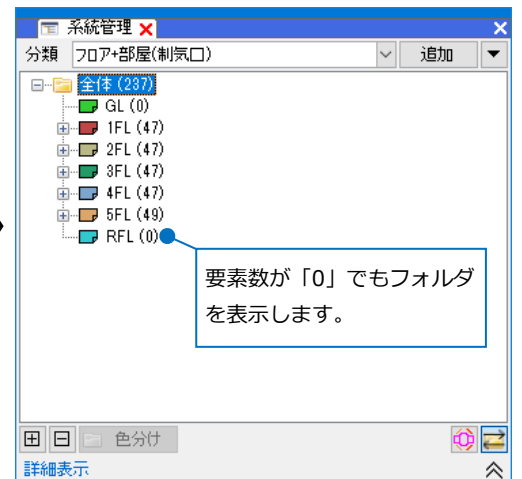 系統管理
分類 フロア+部屋(制気口) 追加
全体 (237)
GL (0)
1FL (47)
2FL (47)
3FL (47)
4FL (47)
5FL (49)
RFL (0)
要素数が「0」でもフォルダ
を表示します。
色分け
詳細表示